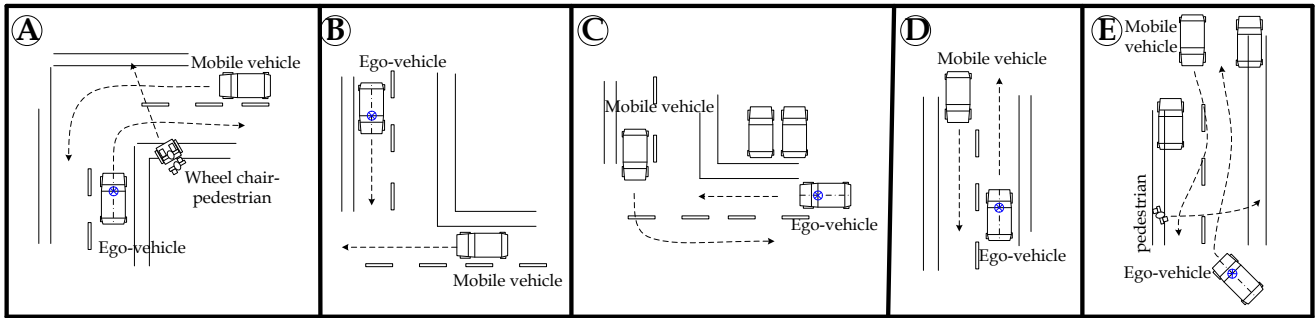 A
Mobile vehicle
Wheel chair-
pedestrian
Ego-vehicle
B
Ego-vehicle
Mobile vehicle
C
Mobile vehicle
Ego-vehicle
D
Mobile vehicle
Ego-vehicle
E
Mobile
vehicle
pedestrian
Ego-vehicle